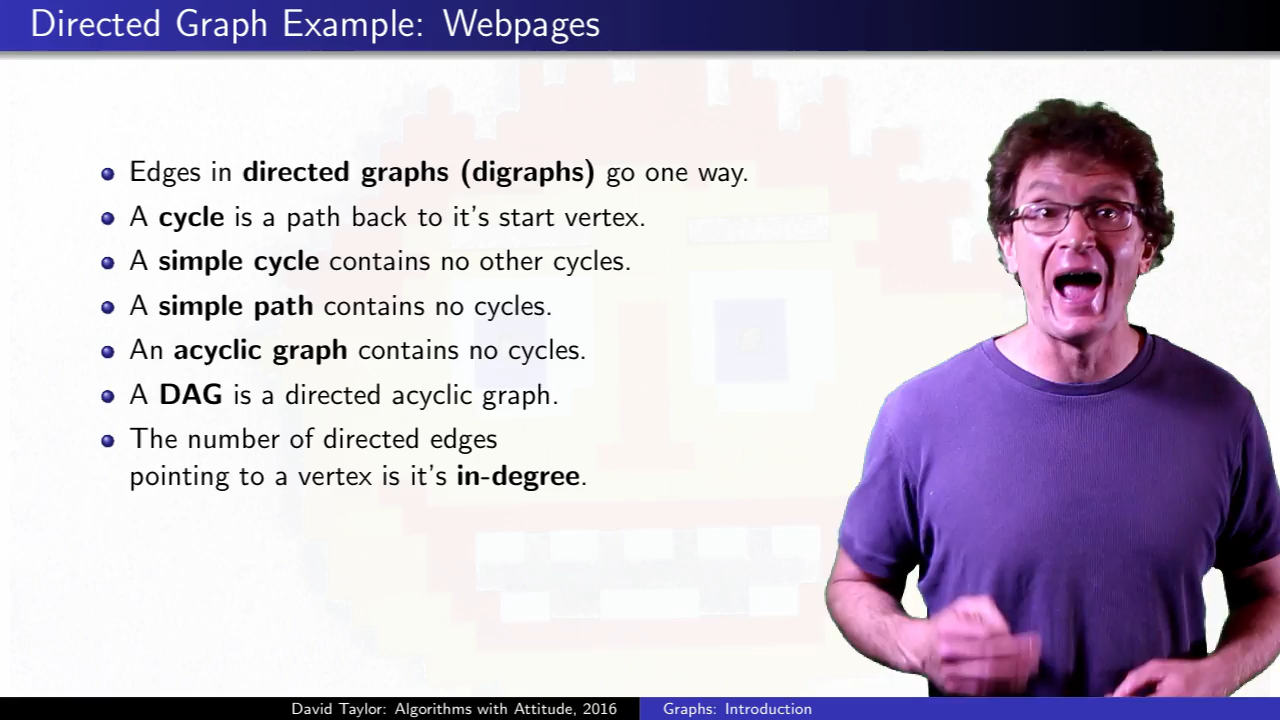 Directed Graph Example: Webpages
Edges in directed graphs (digraphs) go one way.
A cycle is a path back to it's start vertex.
A simple cycle contains no other cycles.
A simple path contains no cycles.
An acyclic graph contains no cycles.
A DAG is a directed acyclic graph.
The number of directed edges
pointing to a vertex is it's in-degree.
David Taylor: Algorithms with Attitude, 2016
Graphs: Introduction